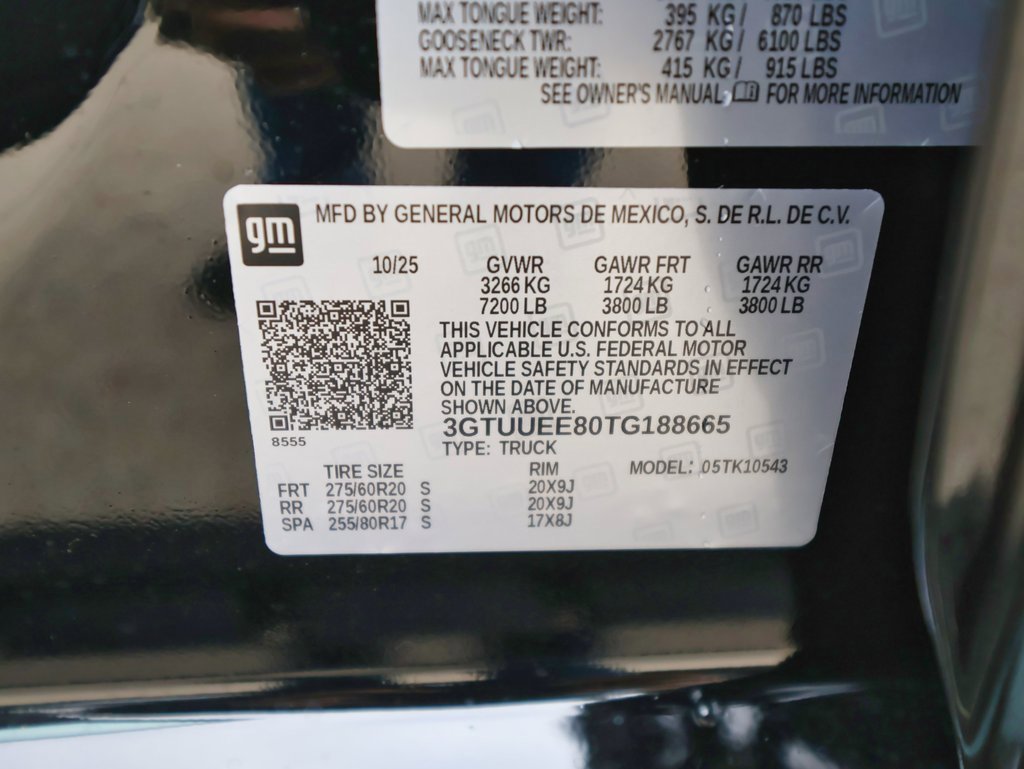 MAX TONGUE WEIGHT: 395 KG/ 870 LBS
GOOSENECK TWR: 2767 KG/ 6100 LBS
MAX TONGUE WEIGHT: 415 KG/ 915 LBS
SEE OWNER'S MANUAL FOR MORE INFORMATION
gm MFD BY GENERAL MOTORS DE MEXICO, S. DE R.L. DE C.V.
10/25 GVWR GAWR FRT GAWR RR
3266 KG 1724 KG 1724 KG
7200 LB 3800 LB 3800 LB
THIS VEHICLE CONFORMS TO ALL
APPLICABLE U.S. FEDERAL MOTOR
VEHICLE SAFETY STANDARDS IN EFFECT
ON THE DATE OF MANUFACTURE
SHOWN ABOVE.
3GTUUEE80TG188665
8555
TYPE: TRUCK
TIRE SIZE RIM MODEL: 05TK10543
FRT 275/60R20 S 20X9J
RR 275/60R20 S 20X9J
SPA 255/80R17 S 17X8J